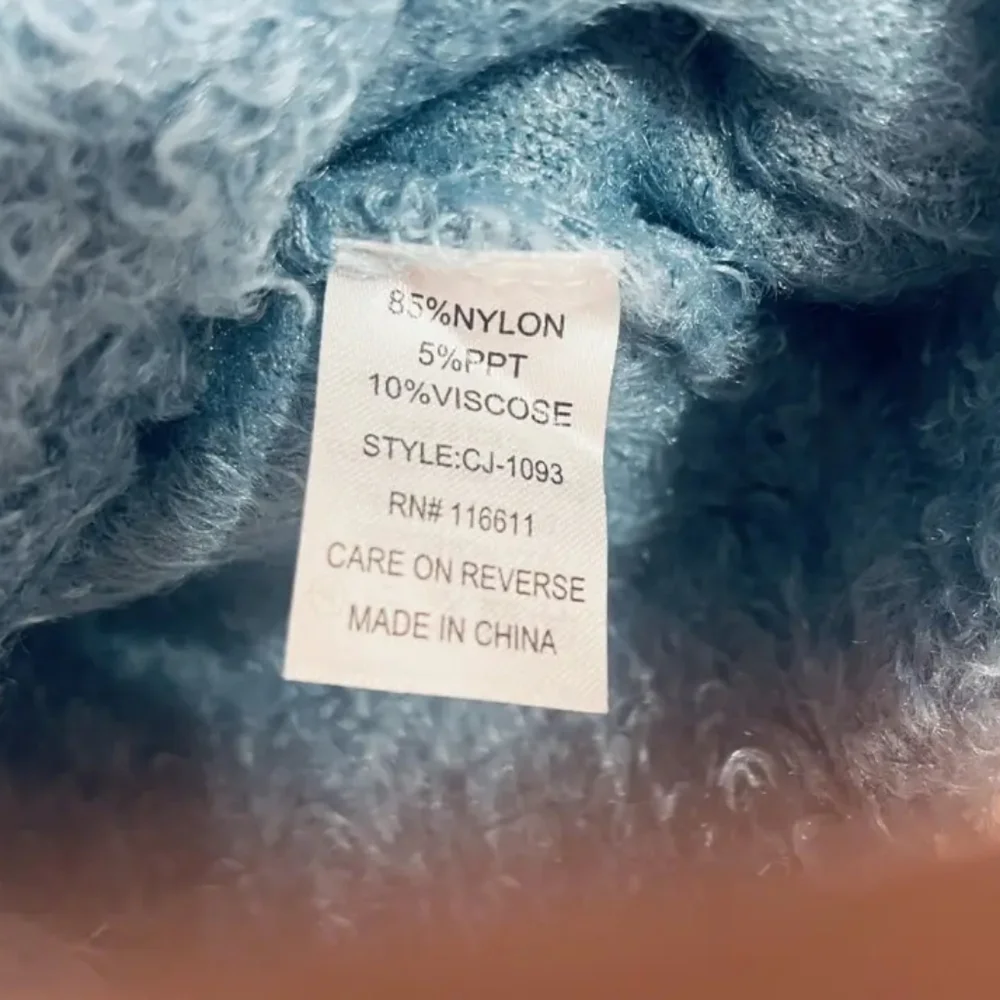 85%NYLON
5%PPT
10%VISCOSE
STYLE:CJ-1093
RN# 116611
CARE ON REVERSE
MADE IN CHINA